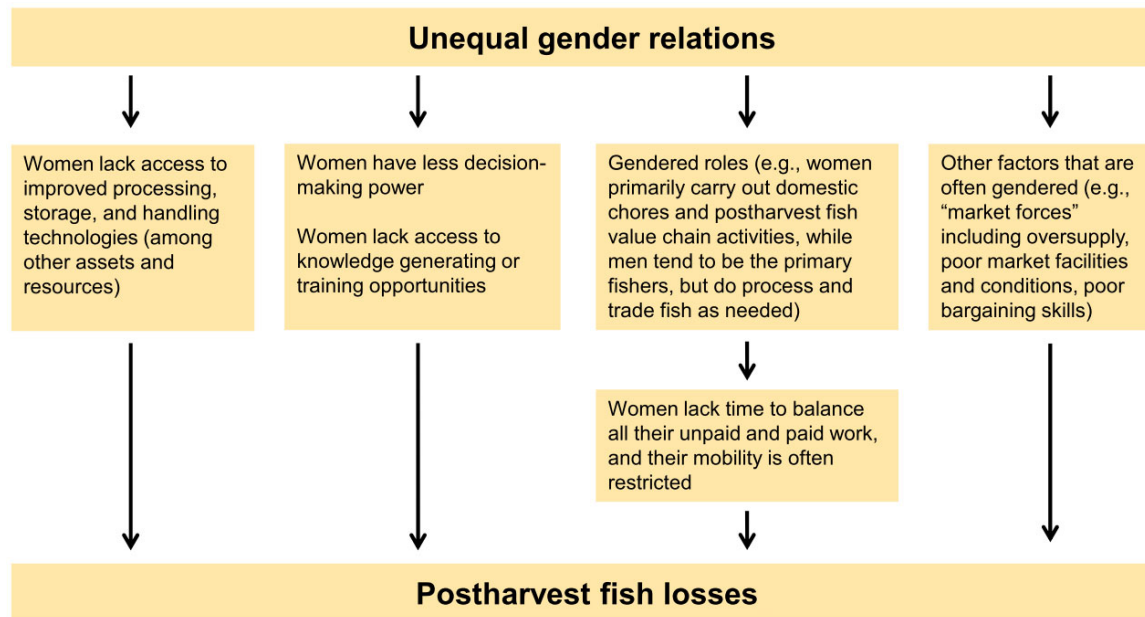 Unequal gender relations
Women lack access to
improved processing,
storage, and handling
technologies (among
other assets and
resources)
Women have less decision-
making power
Women lack access to
knowledge generating or
training opportunities
Gendered roles (e.g., women
primarily carry out domestic
chores and postharvest fish
value chain activities, while
men tend to be the primary
fishers, but do process and
trade fish as needed)
Other factors that are
often gendered (e.g.,
“market forces”
including oversupply,
poor market facilities
and conditions, poor
bargaining skills)
Women lack time to balance
all their unpaid and paid work,
and their mobility is often
restricted
Postharvest fish losses